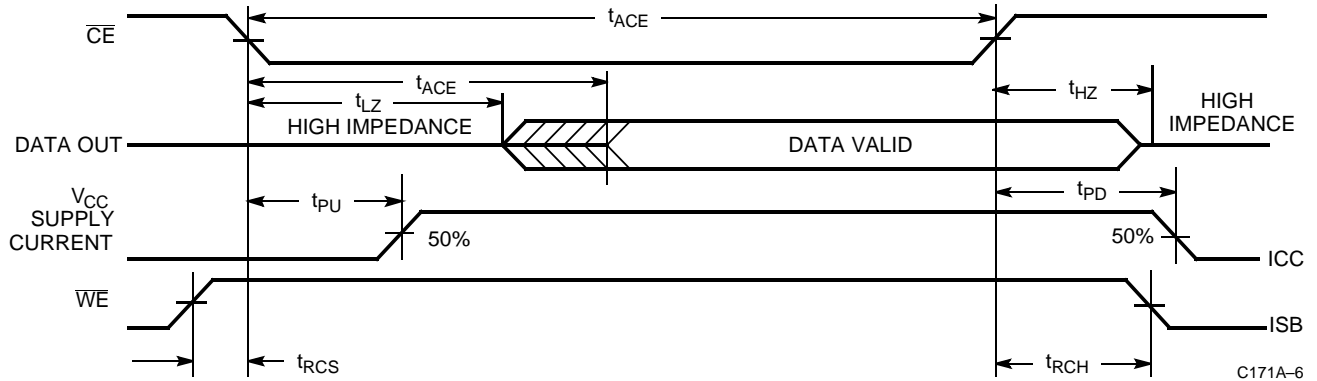 CE
tACE
tACE
tLZ
tHZ
HIGH
IMPEDANCE
HIGH IMPEDANCE
DATA OUT
DATA VALID
VCC
SUPPLY
CURRENT
tPU
tPD
50%
50%
ICC
WE
ISB
tRCS
tRCH
C171A–6